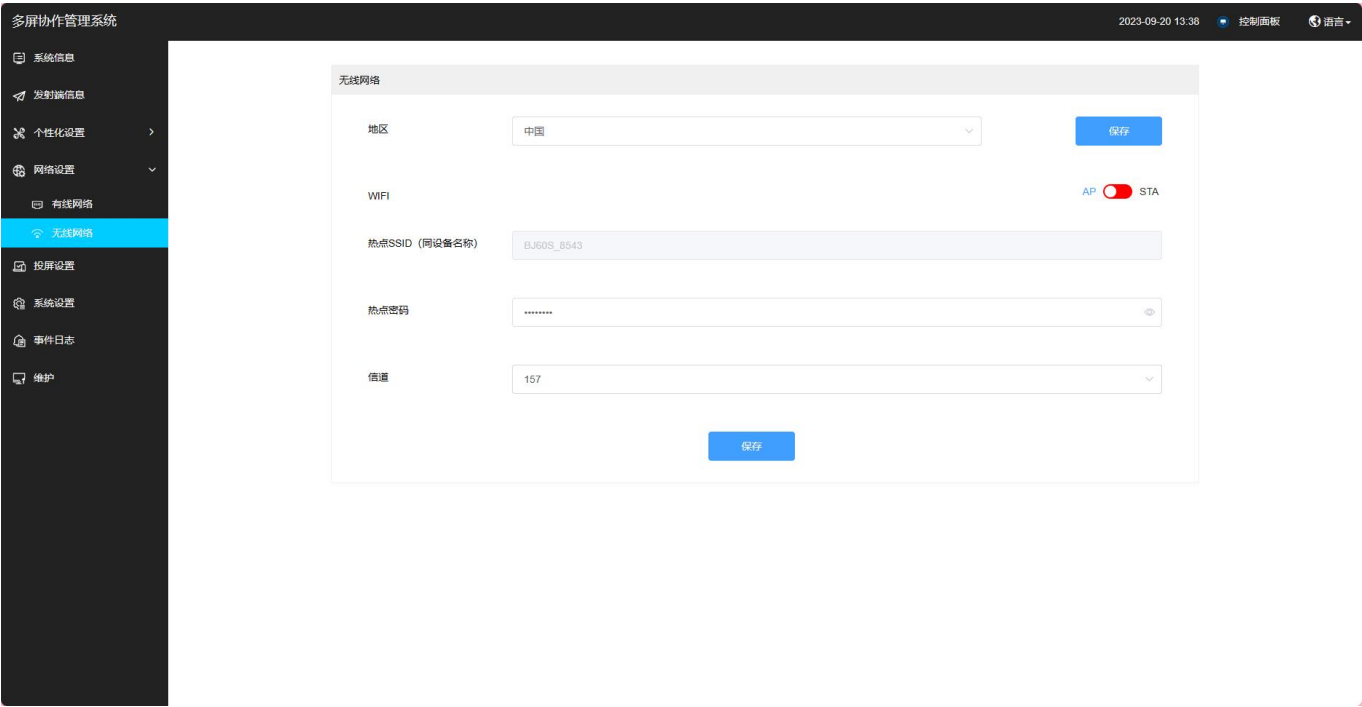 多屏协作管理系统
2023-09-20 13:38 控制面板 语言
系统信息
发射端信息
个性化设置
网络设置
有线网络
无线网络
投屏设置
系统设置
事件日志
维护
无线网络
地区 中国 保存
WIFI AP STA
热点SSID（同设备名称） BJ60S_8543
热点密码 ••••••••
信道 157
保存